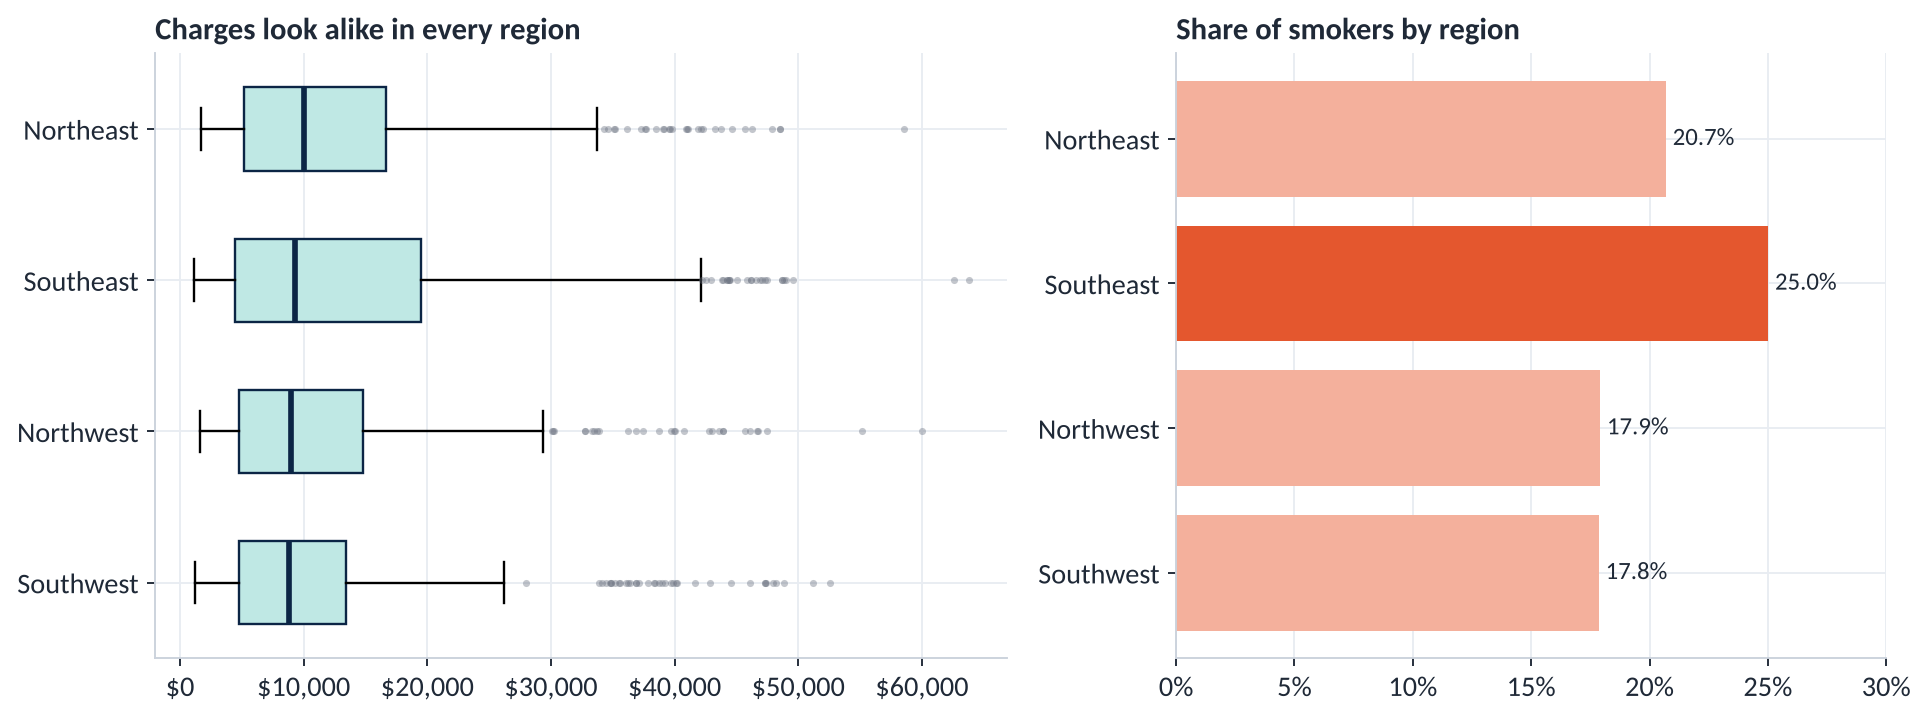 Charges look alike in every region
Northeast
Southeast
Northwest
Southwest
$0 $10,000 $20,000 $30,000 $40,000 $50,000 $60,000
Share of smokers by region
Northeast 20.7%
Southeast 25.0%
Northwest 17.9%
Southwest 17.8%
0% 5% 10% 15% 20% 25% 30%